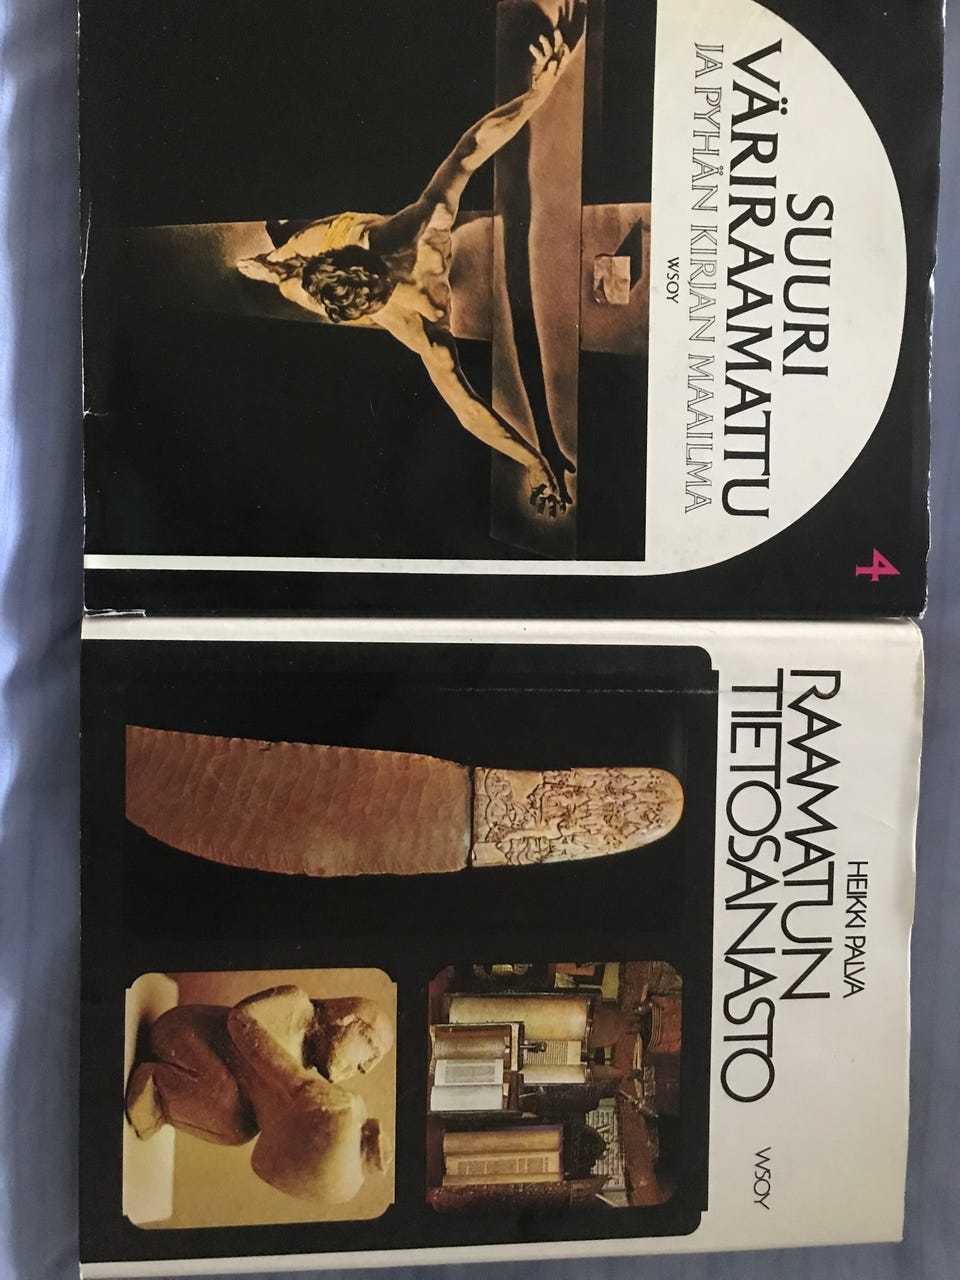 SUURI
VÄRIRAAMATTU
JA PYHÄN KIRJAN MAAILMA
WSOY
4
HEIKKI PALVA
RAAMATUN
TIETOSANASTO
WSOY